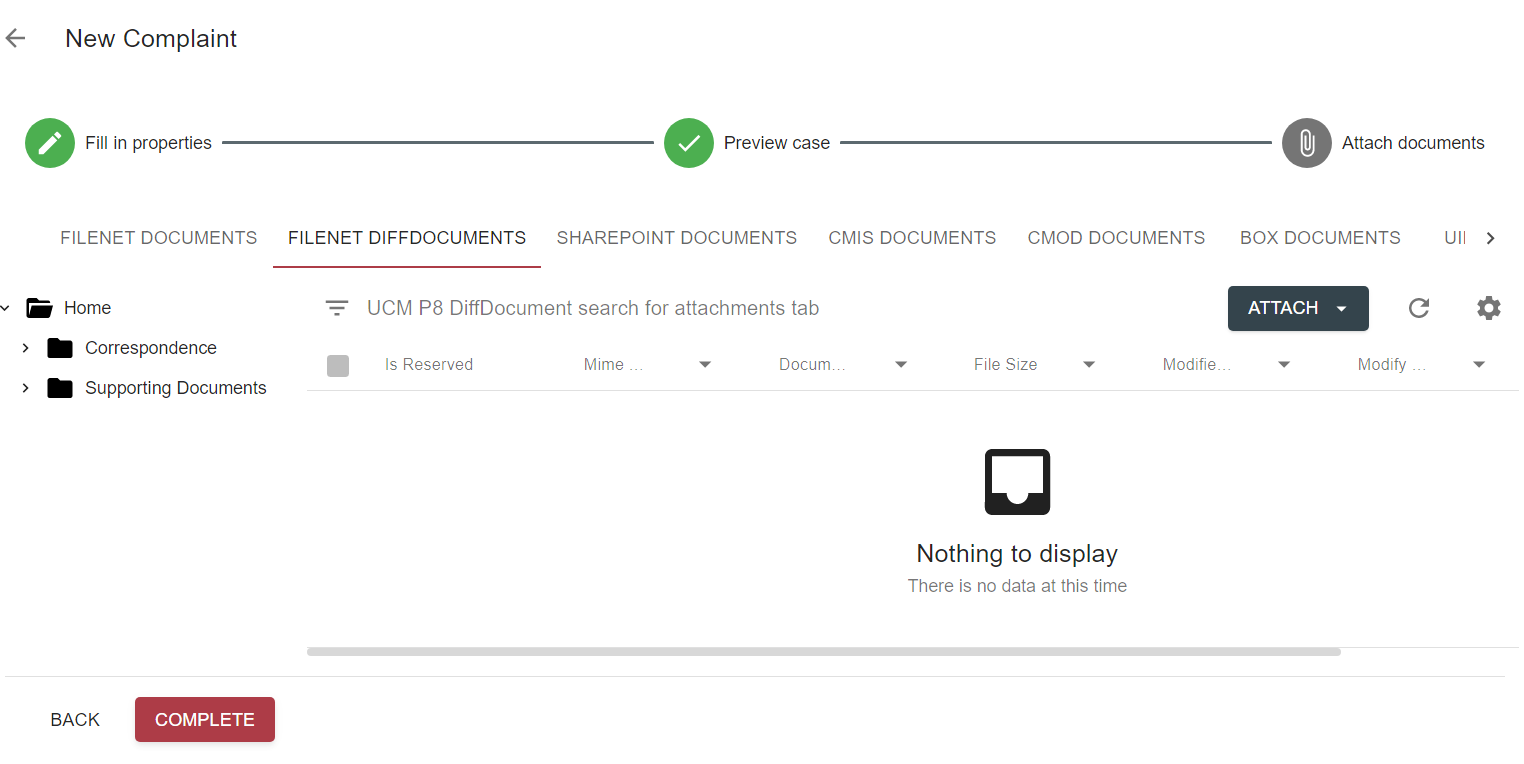 New Complaint
Fill in properties
Preview case
Attach documents
FILENET DOCUMENTS
FILENET DIFFDOCUMENTS
SHAREPOINT DOCUMENTS
CMIS DOCUMENTS
CMOD DOCUMENTS
BOX DOCUMENTS
Home
Correspondence
Supporting Documents
UCM P8 DiffDocument search for attachments tab
ATTACH
Is Reserved
Mime ...
Docum...
File Size
Modifie...
Modify ...
Nothing to display
There is no data at this time
BACK
COMPLETE